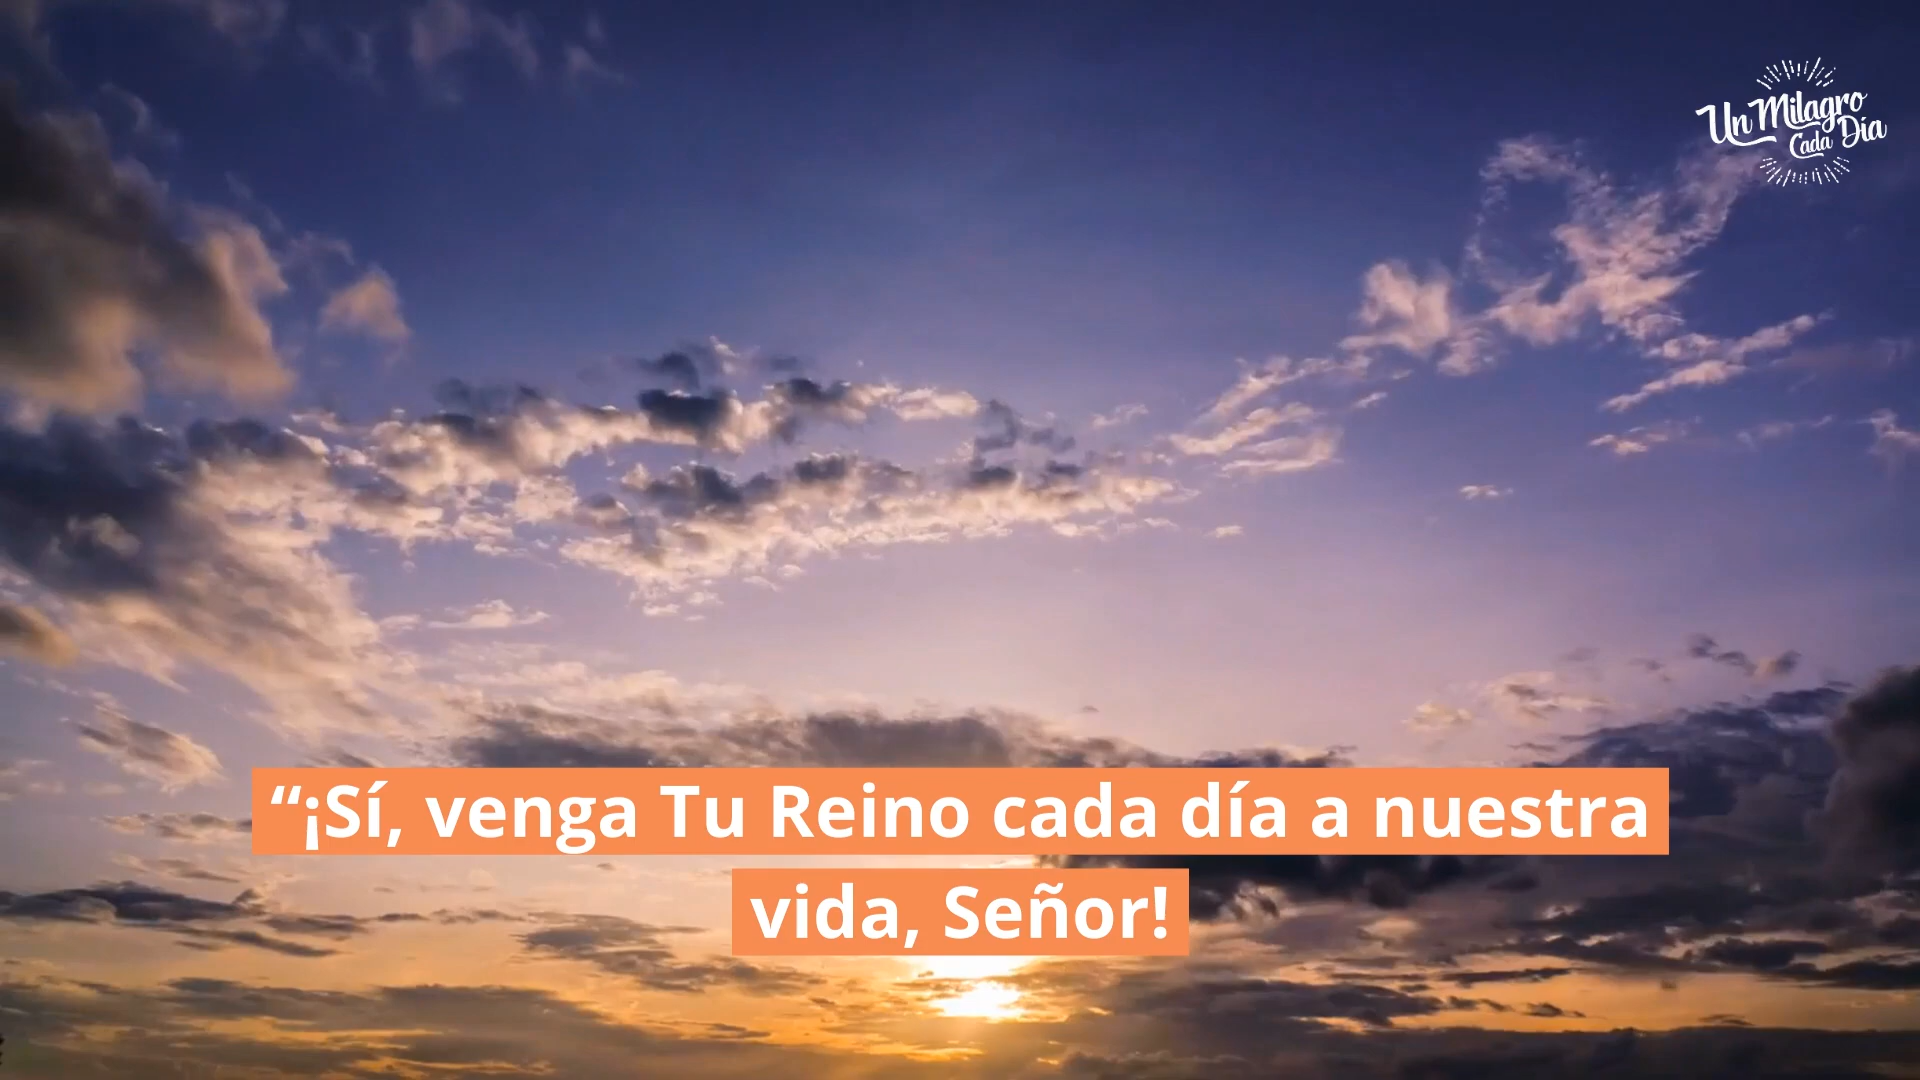 Un Milagro
Cada Día
“¡Sí, venga Tu Reino cada día a nuestra
vida, Señor!